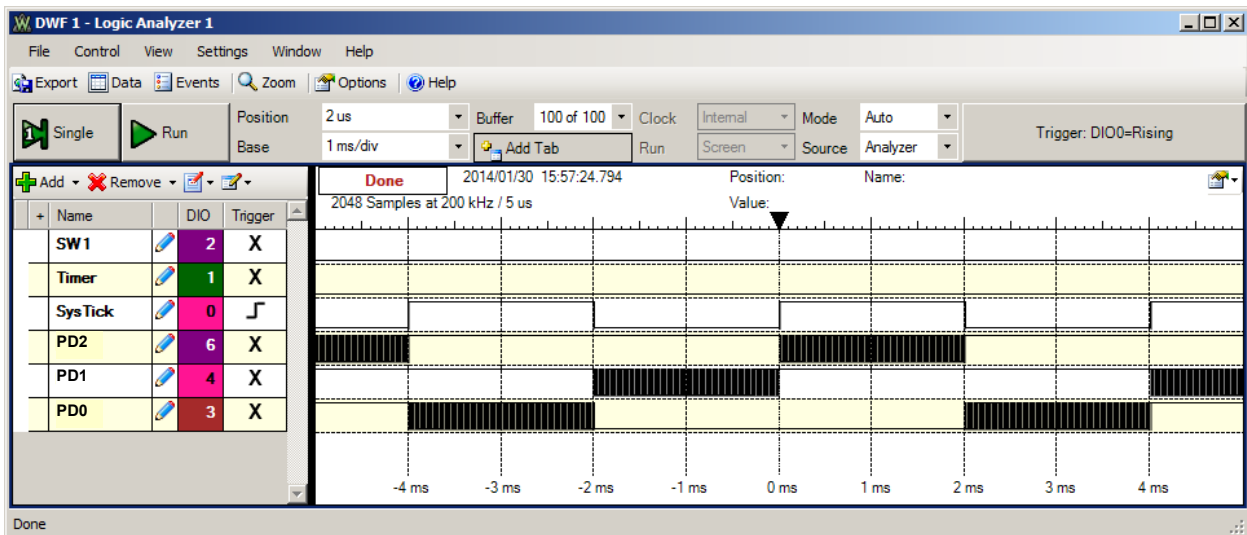 DWF 1 - Logic Analyzer 1
File Control View Settings Window Help
Export Data Events Zoom Options Help
Single Run Position 2 us Buffer 100 of 100 Clock Internal Mode Auto Trigger: DIO0=Rising
Base 1 ms/div Add Tab Run Screen Source Analyzer
Add Remove Done 2014/01/30 15:57:24.794 Position: Name:
2048 Samples at 200 kHz / 5 us Value:
+ Name DIO Trigger
SW1 2 X
Timer 1 X
SysTick 0
PD2 6 X
PD1 4 X
PD0 3 X
-4 ms -3 ms -2 ms -1 ms 0 ms 1 ms 2 ms 3 ms 4 ms
Done